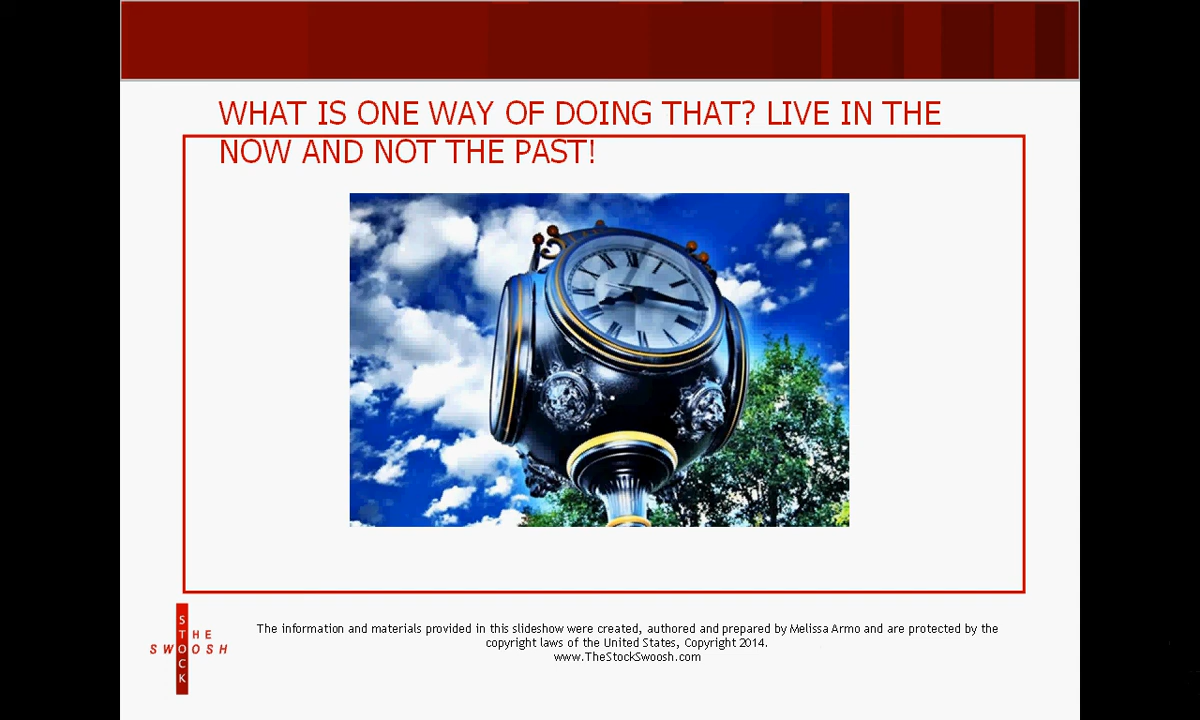 WHAT IS ONE WAY OF DOING THAT? LIVE IN THE
NOW AND NOT THE PAST!
THE
STOCK
SWOOSH
The information and materials provided in this slideshow were created, authored and prepared by Melissa Armo and are protected by the
copyright laws of the United States, Copyright 2014.
www.TheStockSwoosh.com